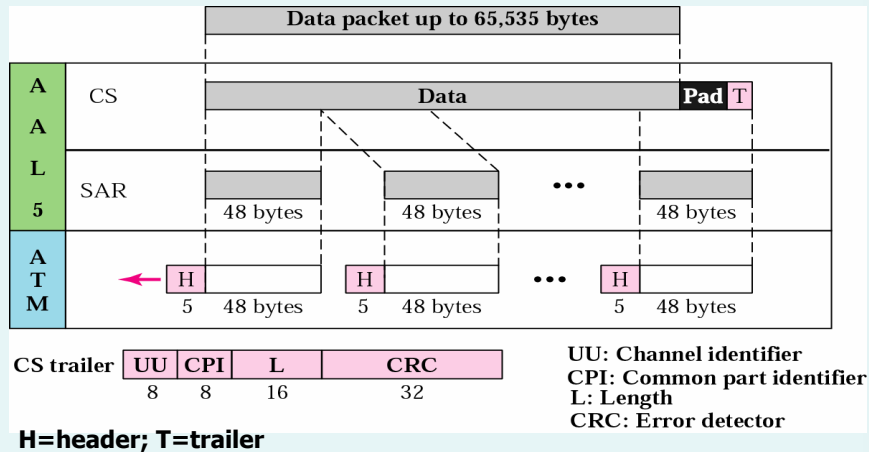 Data packet up to 65,535 bytes
A
A
L
5
CS
Data
Pad
T
SAR
48 bytes
48 bytes
•••
48 bytes
A
T
M
H
H
•••
H
5
48 bytes
5
48 bytes
5
48 bytes
CS trailer
UU
CPI
L
CRC
8
8
16
32
UU: Channel identifier
CPI: Common part identifier
L: Length
CRC: Error detector
H=header; T=trailer